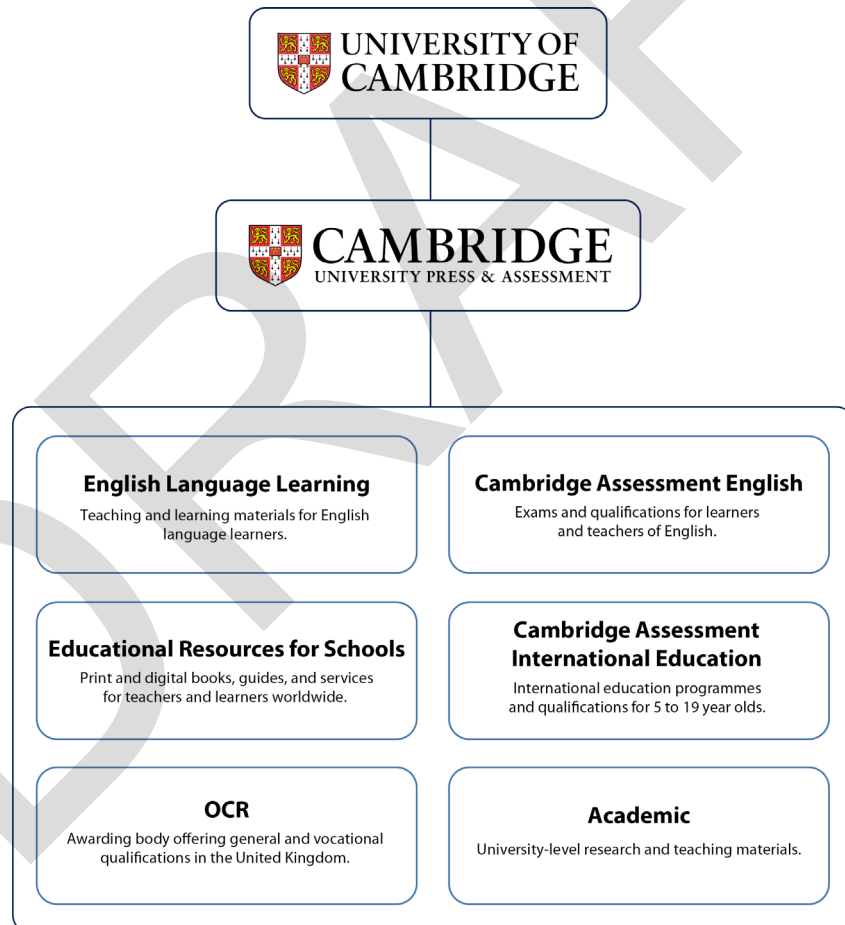 UNIVERSITY OF
CAMBRIDGE
CAMBRIDGE
UNIVERSITY PRESS & ASSESSMENT
English Language Learning
Teaching and learning materials for English
language learners.
Cambridge Assessment English
Exams and qualifications for learners
and teachers of English.
Educational Resources for Schools
Print and digital books, guides, and services
for teachers and learners worldwide.
Cambridge Assessment
International Education
International education programmes
and qualifications for 5 to 19 year olds.
OCR
Awarding body offering general and vocational
qualifications in the United Kingdom.
Academic
University-level research and teaching materials.
DRAF